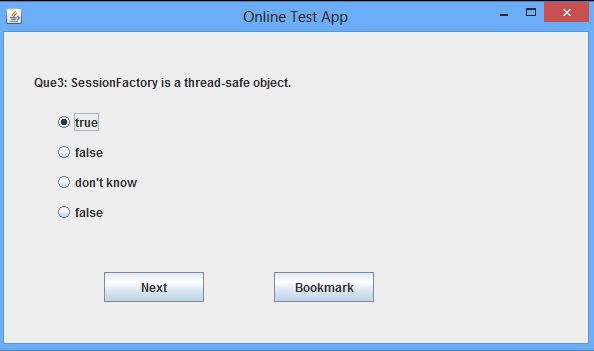 Online Test App
Que3: SessionFactory is a thread-safe object.
true
false
don't know
false
Next Bookmark